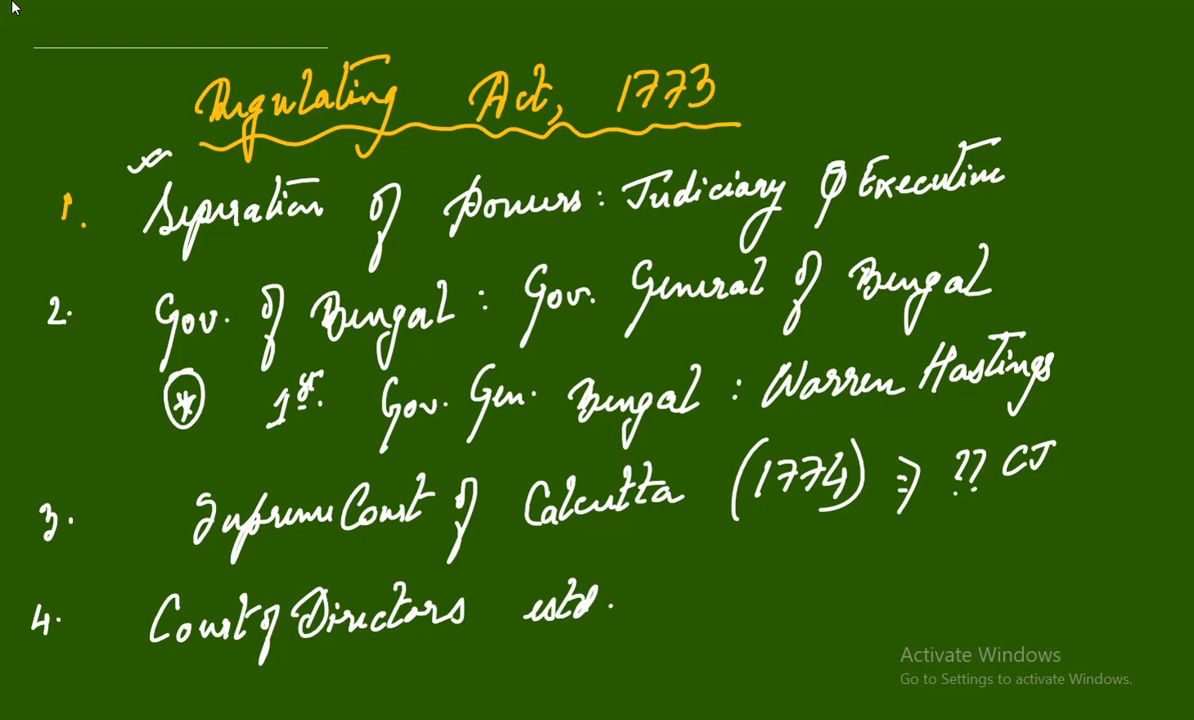 Regulating Act, 1773
1. Seperation of Powers : Judiciary & Executive
2. Gov. of Bengal : Gov. General of Bengal
* 1st. Gov. Gen. Bengal : Warren Hastings
3. Supreme Court of Calcutta (1774) ⇒ ?? CJ
4. Court of Directors estd.
Activate Windows
Go to Settings to activate Windows.